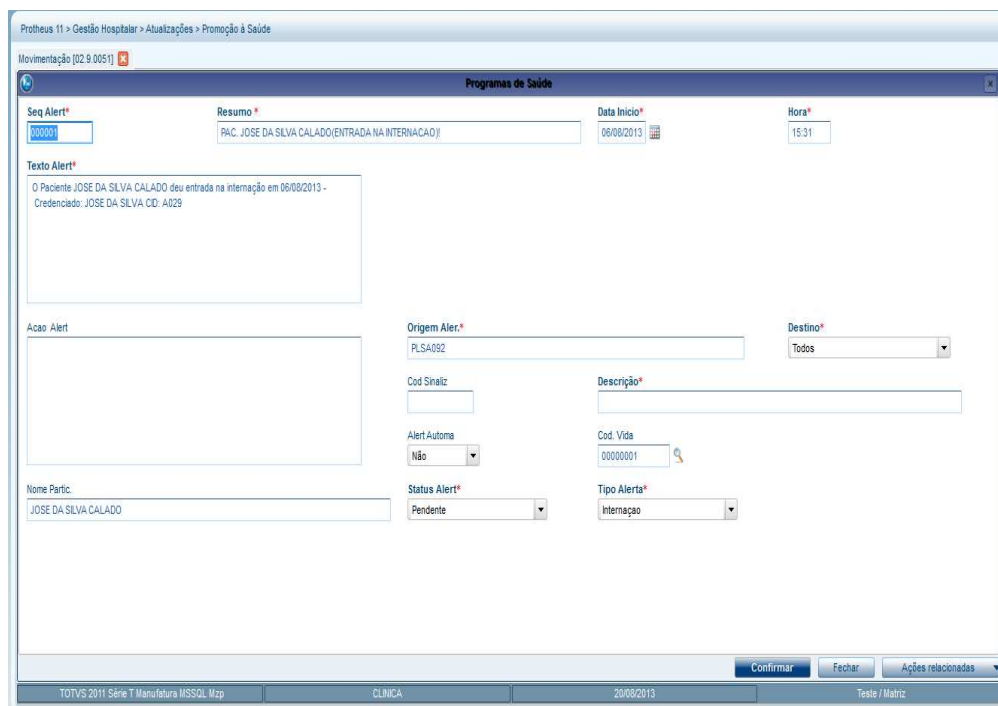 Protheus 11 > Gestão Hospitalar > Atualizações > Promoção à Saúde
Movimentação [02.9.0051]
Programas de Saúde
Seq Alert* Resumo * Data Inicio* Hora*
000001 PAC. JOSE DA SILVA CALADO(ENTRADA NA INTERNACAO)! 06/08/2013 15:31
Texto Alert*
O Paciente JOSE DA SILVA CALADO deu entrada na internação em 06/08/2013 -
Credenciado: JOSE DA SILVA CID: A029
Acao Alert Origem Aler.* Destino*
PLSA092 Todos
Cod Sinaliz Descrição*
Alert Automa Cod. Vida
Não 00000001
Nome Partic. Status Alert* Tipo Alerta*
JOSE DA SILVA CALADO Pendente Internaçao
Confirmar Fechar Ações relacionadas
TOTVS 2011 Série T Manufatura MSSQL Mzp CLINICA 20/08/2013 Teste / Matriz